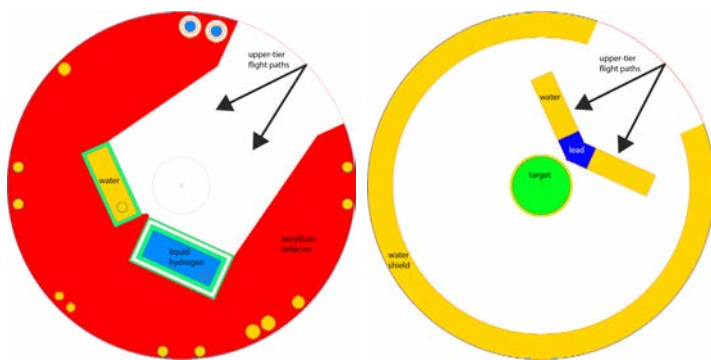 upper-tier
flight paths
water
liquid
hydrogen
beryllium
reflector
upper-tier
flight paths
water
lead
target
water
shield